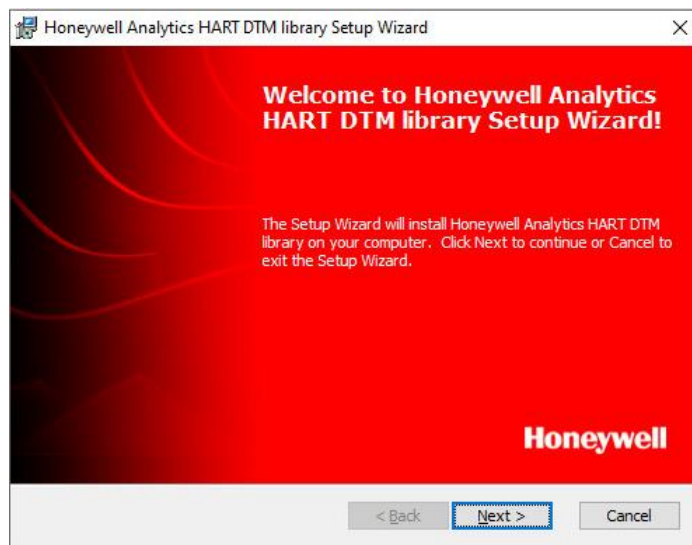 Honeywell Analytics HART DTM library Setup Wizard
Welcome to Honeywell Analytics
HART DTM library Setup Wizard!
The Setup Wizard will install Honeywell Analytics HART DTM
library on your computer. Click Next to continue or Cancel to
exit the Setup Wizard.
Honeywell
< Back Next > Cancel